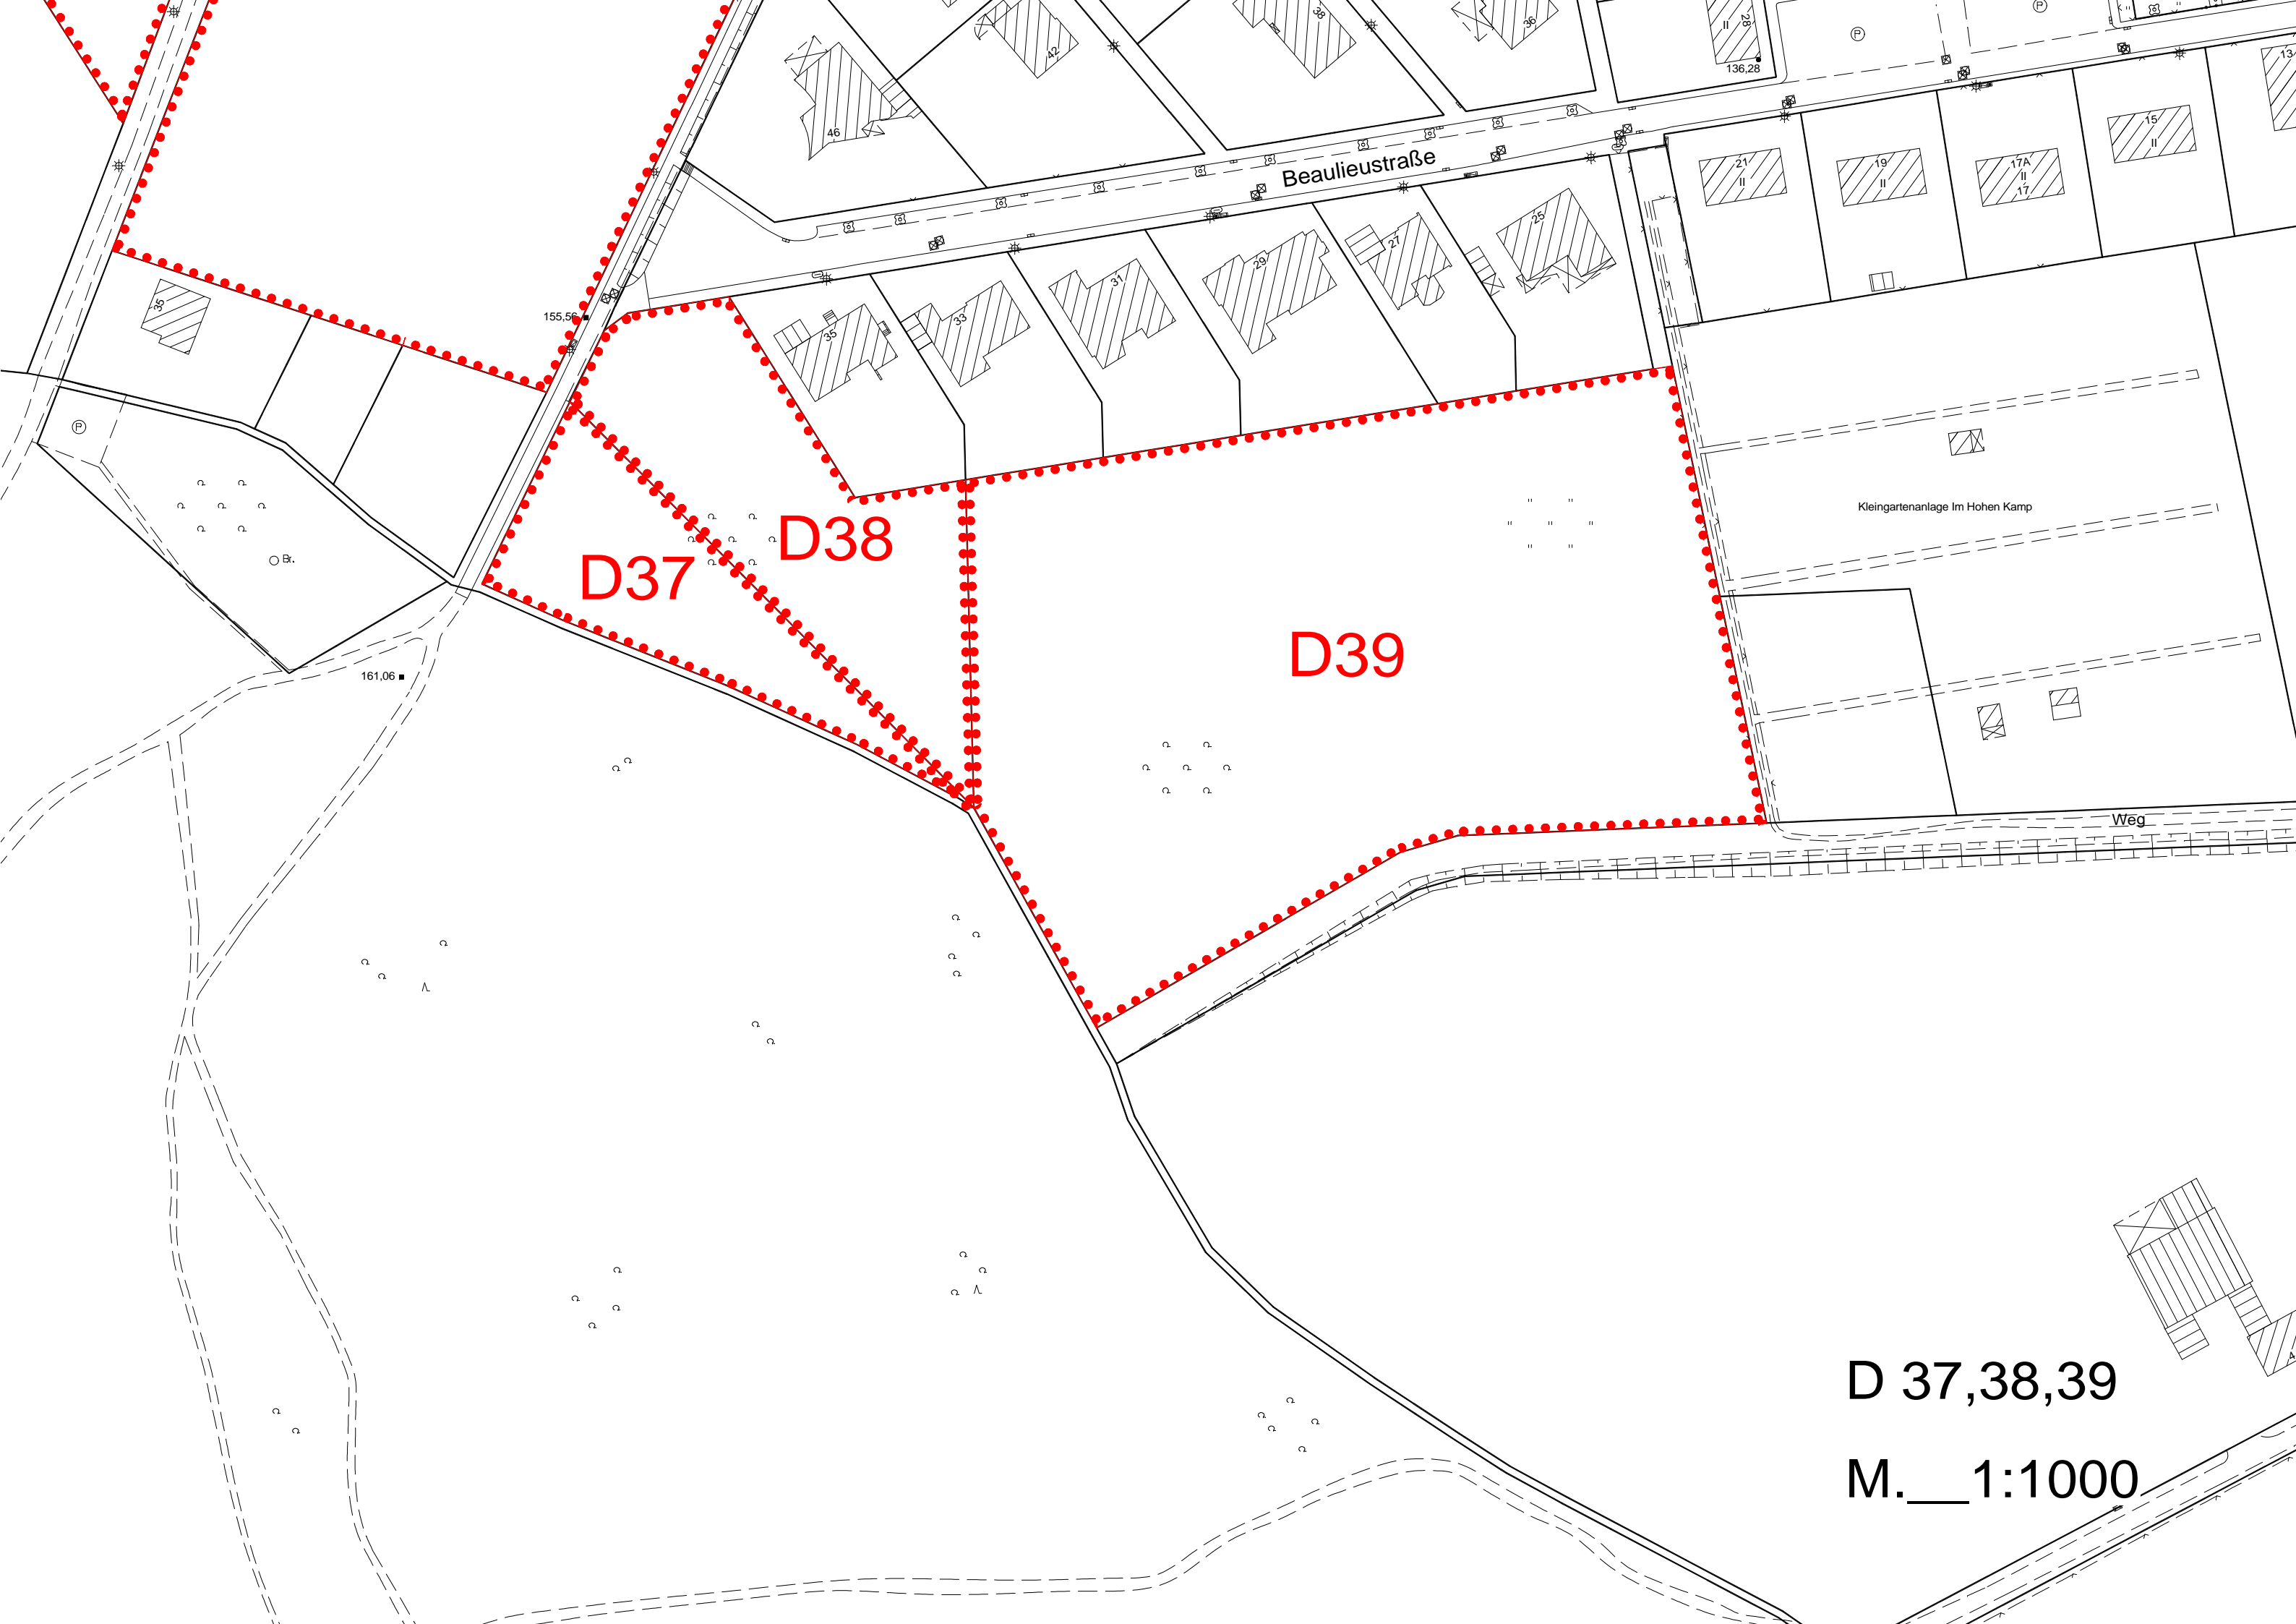 42
38
36
II
28
P
P
136,28
13
46
Beaulieustraße
15
II
21
II
19
II
17A
II
17
25
27
29
31
33
35
35
155,56
P
D38
D37
Kleingartenanlage Im Hohen Kamp
Br.
D39
161,06
Weg
D 37,38,39
M.__1:1000
4